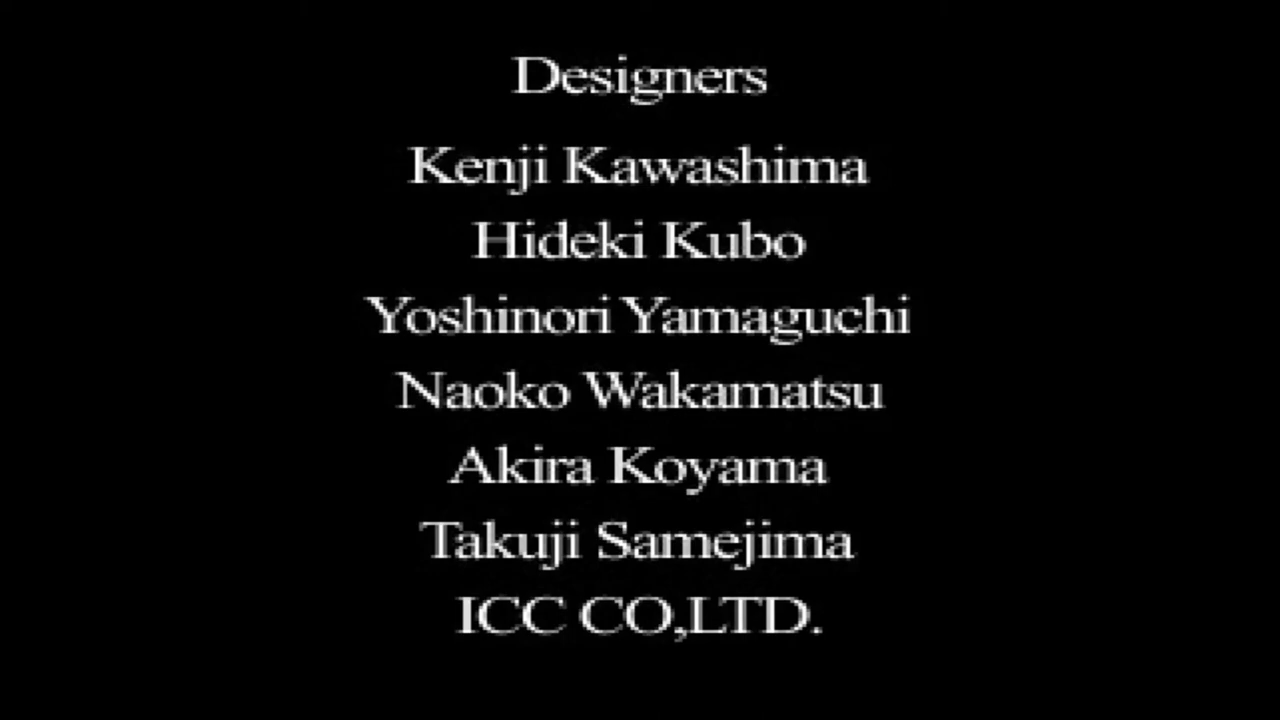 Designers
Kenji Kawashima
Hideki Kubo
Yoshinori Yamaguchi
Naoko Wakamatsu
Akira Koyama
Takuji Samejima
ICC CO,LTD.